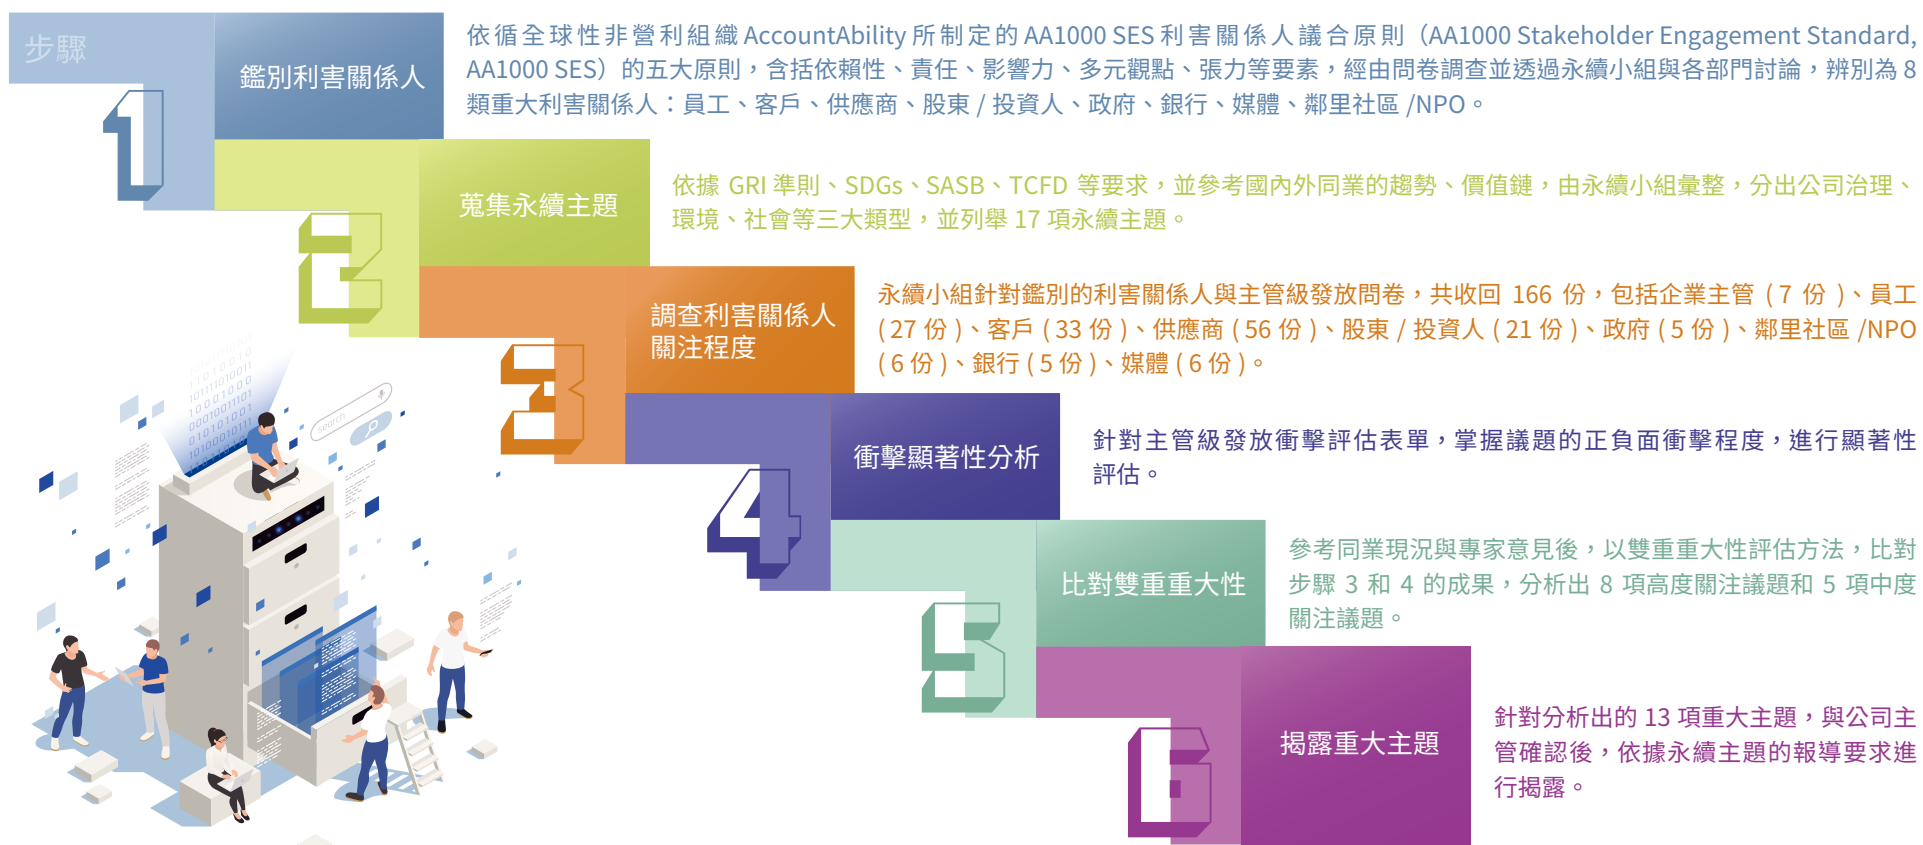 步驟
1
鑑別利害關係人
依循全球性非營利組織 AccountAbility 所制定的 AA1000 SES 利害關係人議合原則（AA1000 Stakeholder Engagement Standard,
AA1000 SES）的五大原則，含括依賴性、責任、影響力、多元觀點、張力等要素，經由問卷調查並透過永續小組與各部門討論，辨別為 8
類重大利害關係人：員工、客戶、供應商、股東 / 投資人、政府、銀行、媒體、鄰里社區 /NPO。
2
蒐集永續主題
依據 GRI 準則、SDGs、SASB、TCFD 等要求，並參考國內外同業的趨勢、價值鏈，由永續小組彙整，分出公司治理、
環境、社會等三大類型，並列舉 17 項永續主題。
3
調查利害關係人
關注程度
永續小組針對鑑別的利害關係人與主管級發放問卷，共收回 166 份，包括企業主管 ( 7 份 )、員工
( 27 份 )、客戶 ( 33 份 )、供應商 ( 56 份 )、股東 / 投資人 ( 21 份 )、政府 ( 5 份 )、鄰里社區 /NPO
( 6 份 )、銀行 ( 5 份 )、媒體 ( 6 份 )。
4
衝擊顯著性分析
針對主管級發放衝擊評估表單，掌握議題的正負面衝擊程度，進行顯著性
評估。
5
比對雙重重大性
參考同業現況與專家意見後，以雙重重大性評估方法，比對
步驟 3 和 4 的成果，分析出 8 項高度關注議題和 5 項中度
關注議題。
6
揭露重大主題
針對分析出的 13 項重大主題，與公司主
管確認後，依據永續主題的報導要求進
行揭露。
search